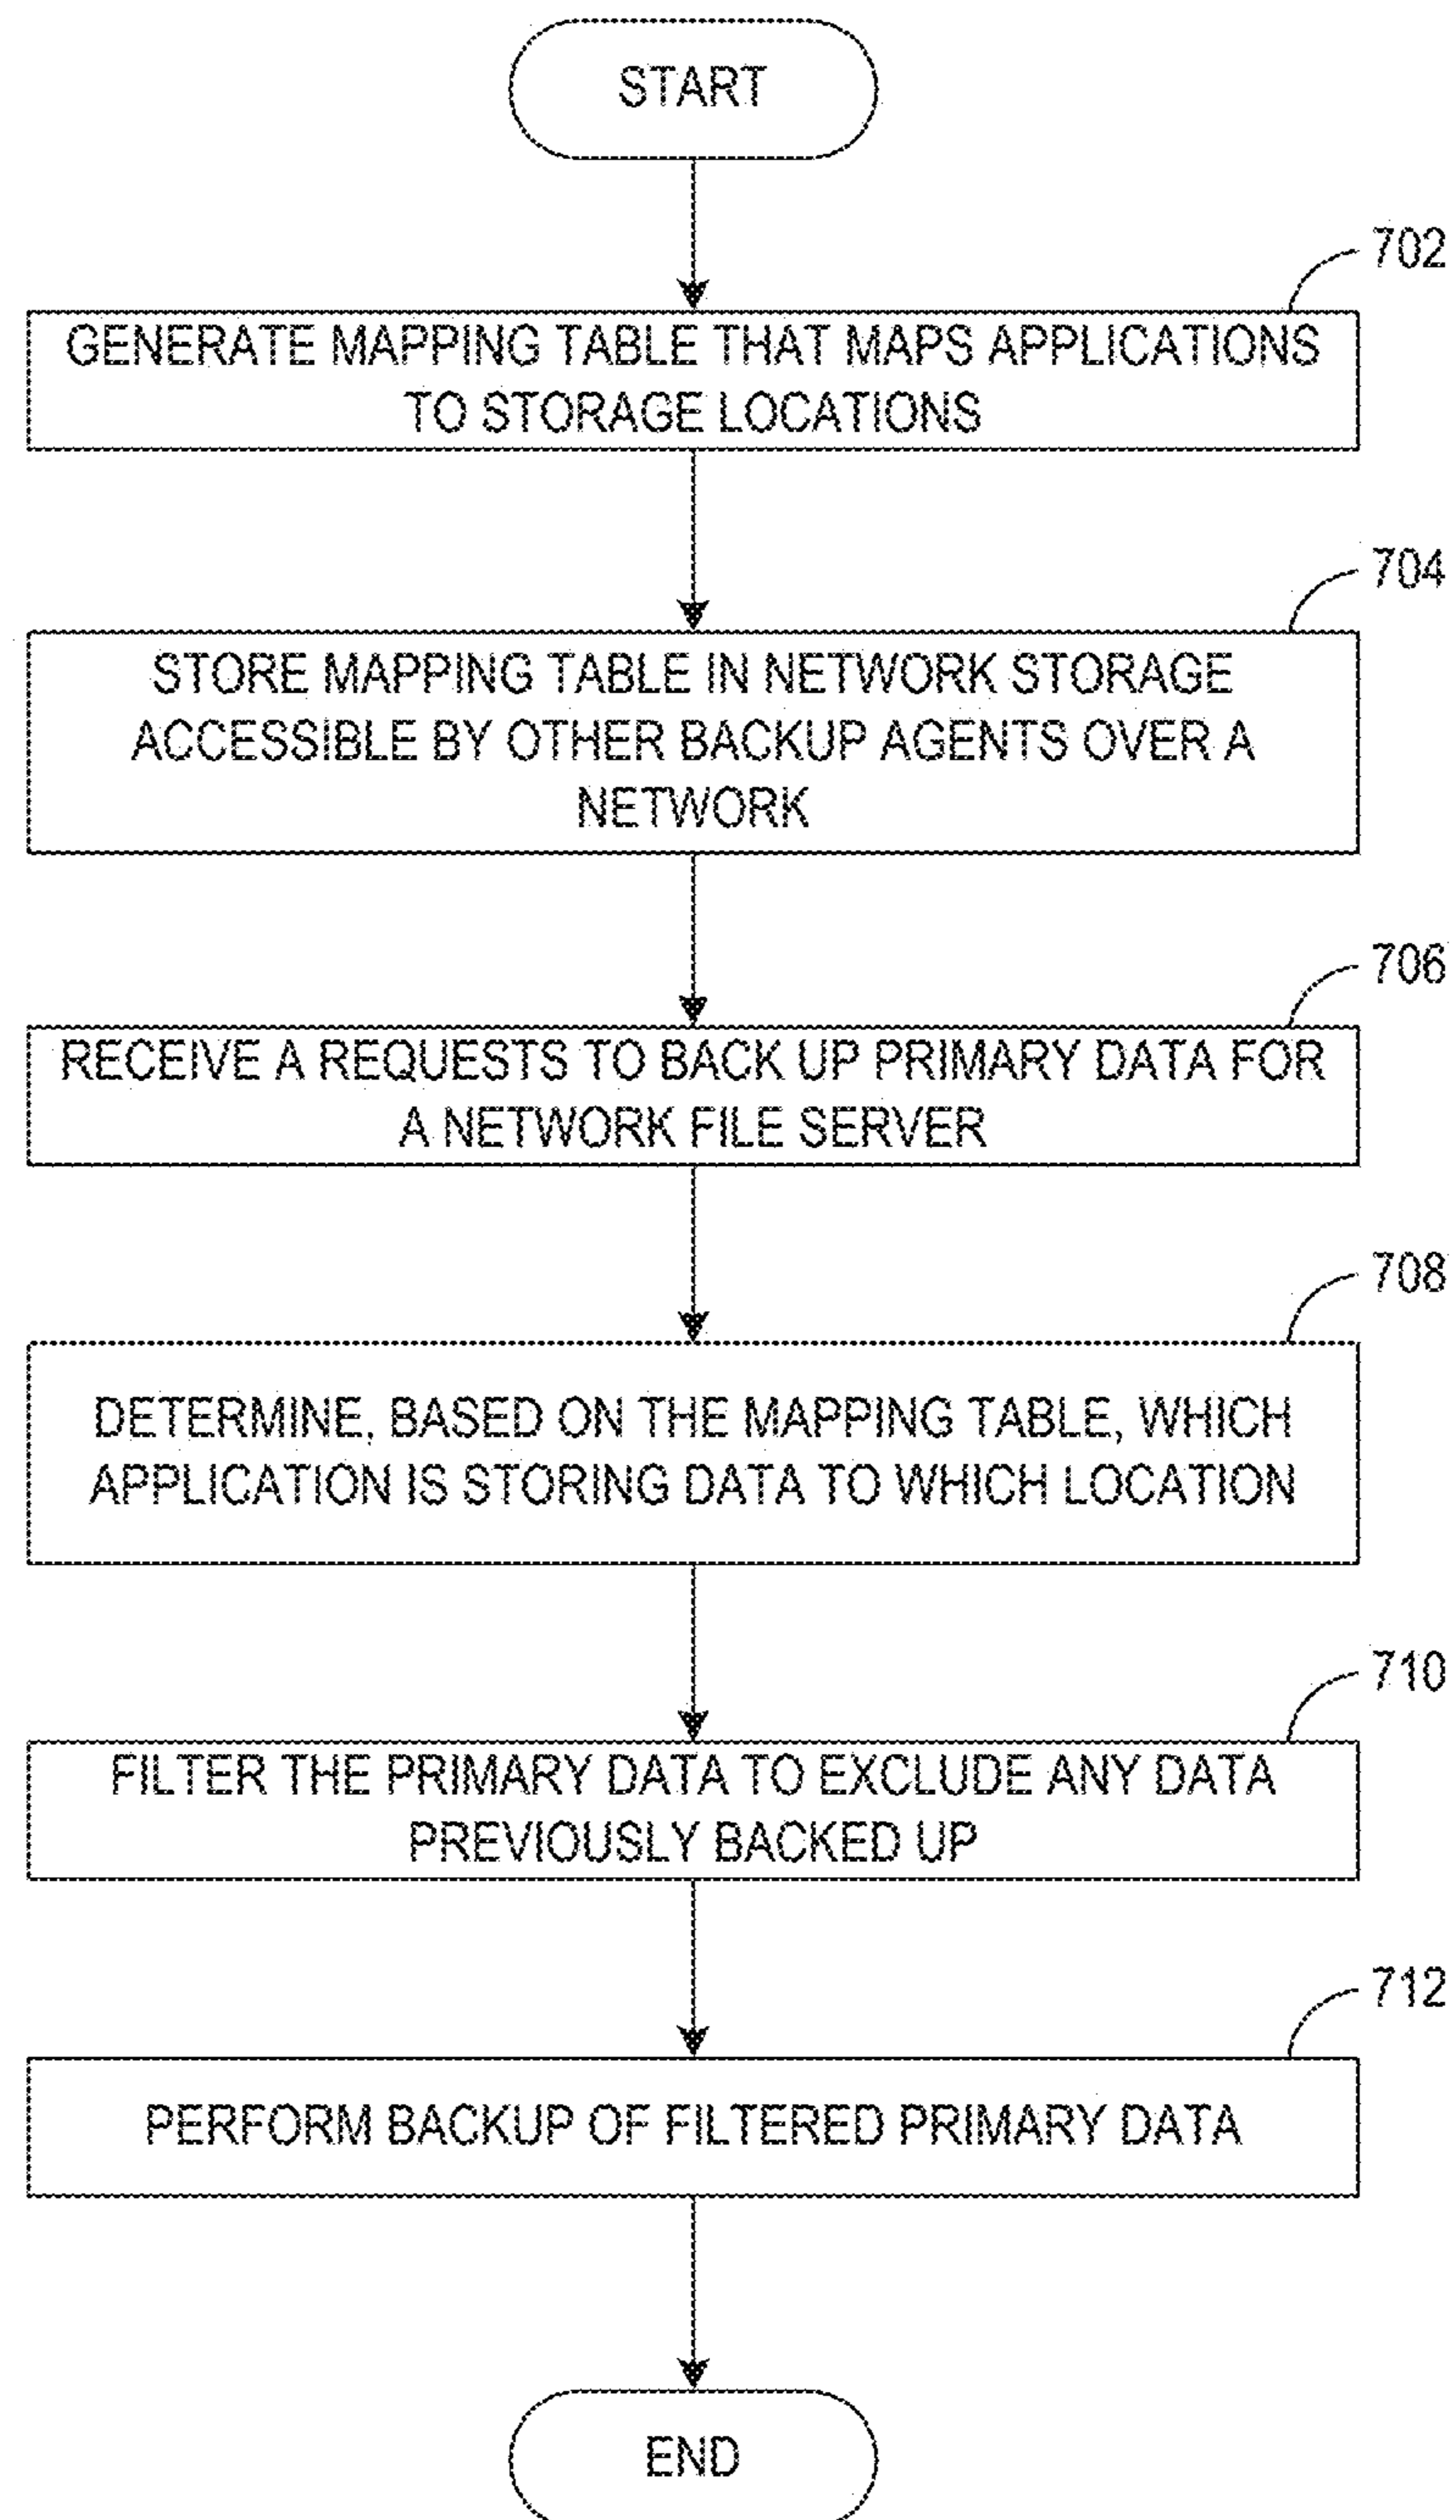 START
702
GENERATE MAPPING TABLE THAT MAPS APPLICATIONS
TO STORAGE LOCATIONS
704
STORE MAPPING TABLE IN NETWORK STORAGE
ACCESSIBLE BY OTHER BACKUP AGENTS OVER A
NETWORK
706
RECEIVE A REQUESTS TO BACK UP PRIMARY DATA FOR
A NETWORK FILE SERVER
708
DETERMINE, BASED ON THE MAPPING TABLE, WHICH
APPLICATION IS STORING DATA TO WHICH LOCATION
710
FILTER THE PRIMARY DATA TO EXCLUDE ANY DATA
PREVIOUSLY BACKED UP
712
PERFORM BACKUP OF FILTERED PRIMARY DATA
END